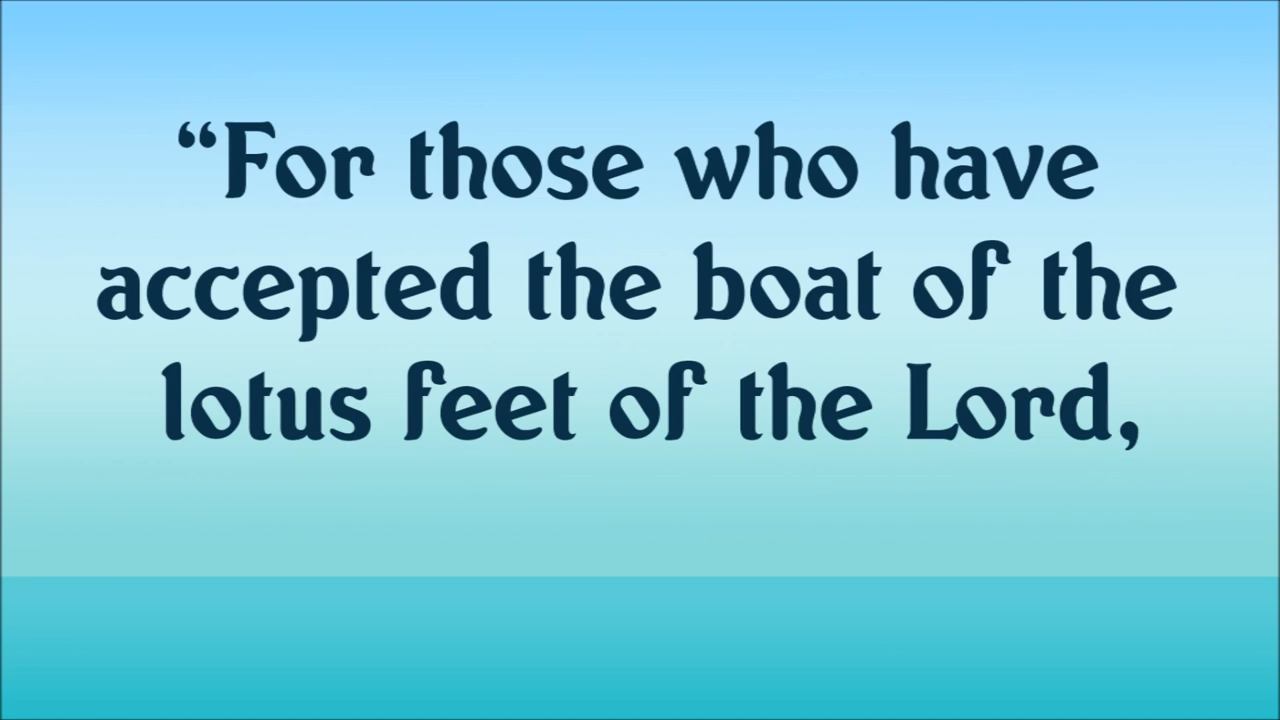 “For those who have
accepted the boat of the
lotus feet of the Lord,